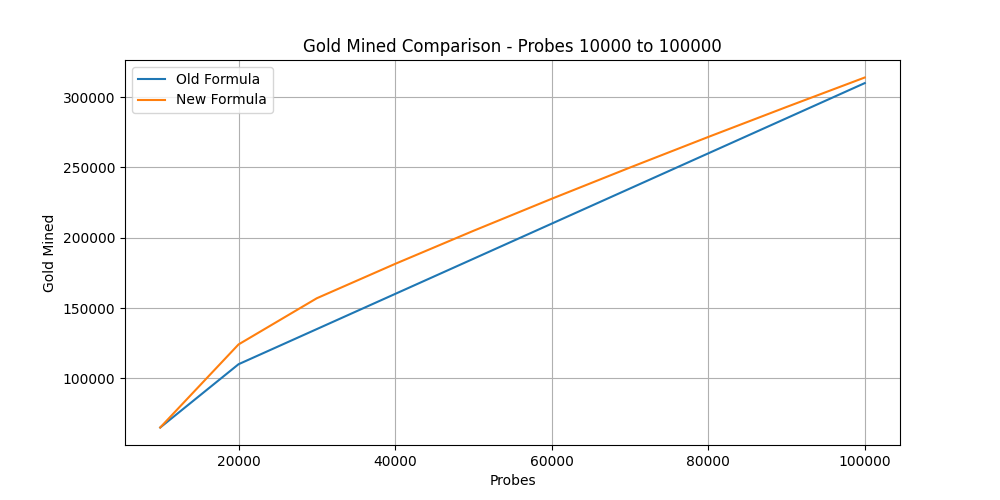 Gold Mined Comparison - Probes 10000 to 100000
Old Formula
New Formula
300000
250000
200000
150000
100000
Gold Mined
20000
40000
60000
80000
100000
Probes